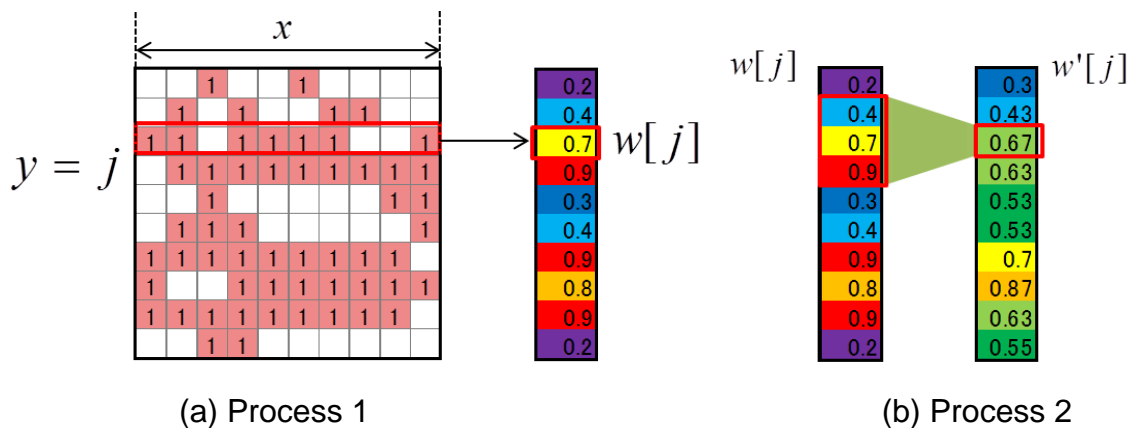 x
1 1 0.2
1 1 1 1 0.4
y = j 1 1 1 1 1 1 1 0.7 w[j]
1 1 1 1 1 1 1 1 1 0.9
1 1 1 0.3
1 1 1 1 0.4
1 1 1 1 1 1 1 1 1 0.9
1 1 1 1 1 1 1 1 0.8
1 1 1 1 1 1 1 1 1 0.9
1 1 0.2
(a) Process 1
w[j] w'[j]
0.2 0.3
0.4 0.43
0.7 0.67
0.9 0.63
0.3 0.53
0.4 0.53
0.9 0.7
0.8 0.87
0.9 0.63
0.2 0.55
(b) Process 2